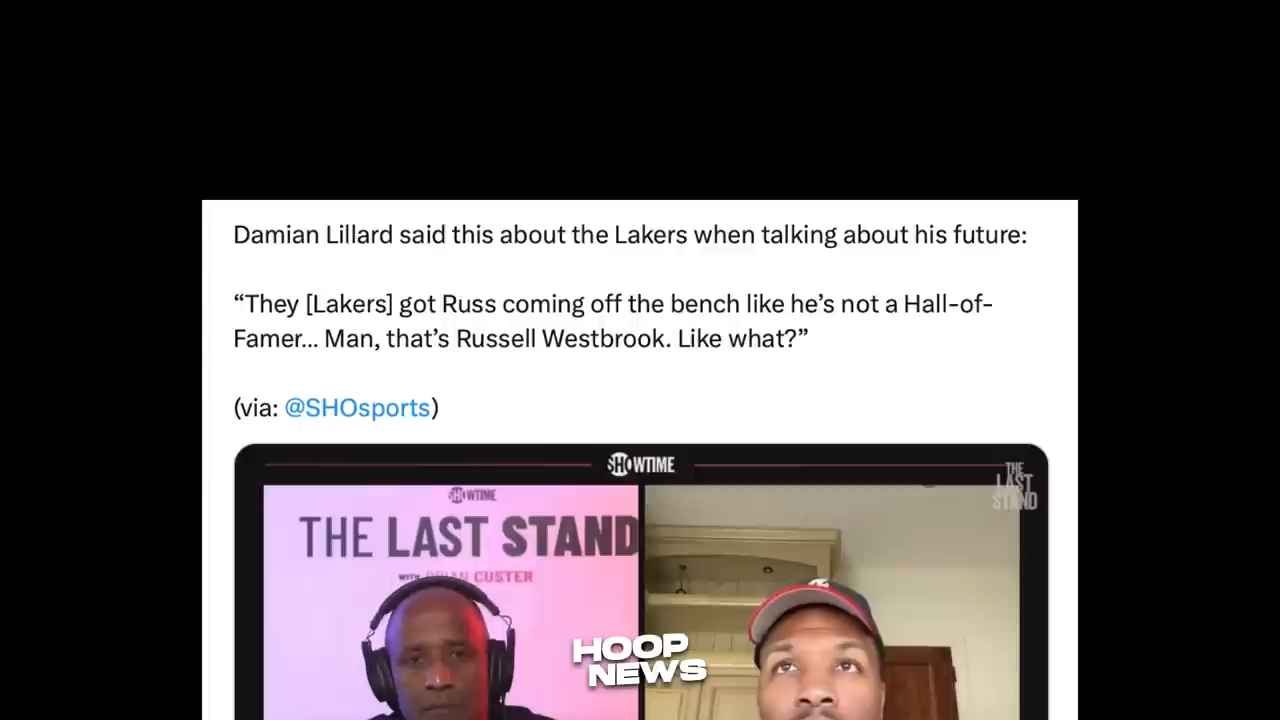 Damian Lillard said this about the Lakers when talking about his future:
“They [Lakers] got Russ coming off the bench like he’s not a Hall-of-
Famer... Man, that’s Russell Westbrook. Like what?”
(via: @SHOsports)
SHOWTIME
THE
LAST
STAND
SHOWTIME
THE LAST STAND
WITH BRIAN CUSTER
HOOP
NEWS